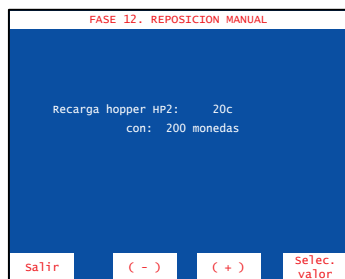 FASE 12. REPOSICION MANUAL
Recarga hopper HP2: 20c
con: 200 monedas
Salir
( - )
( + )
Selec.
valor